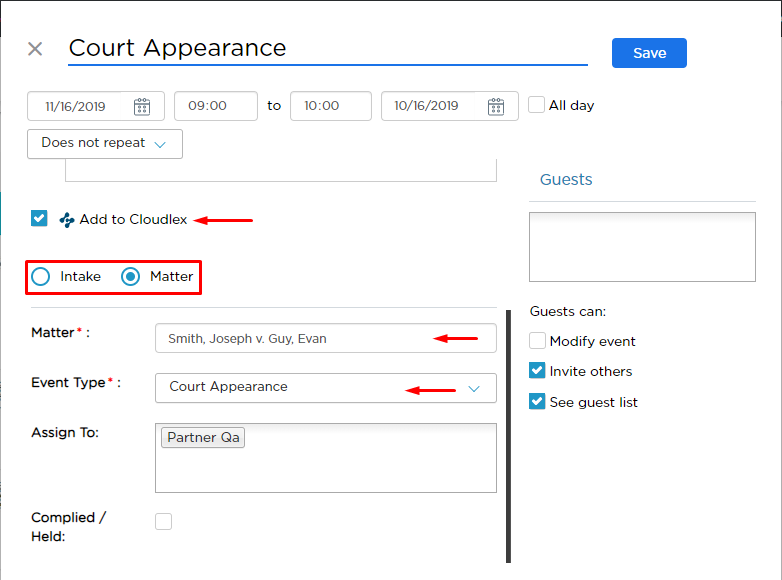 Court Appearance
Save
11/16/2019 09:00 to 10:00 10/16/2019 All day
Does not repeat
Guests
Add to Cloudlex
Intake Matter
Guests can:
Matter* : Smith, Joseph v. Guy, Evan
Modify event
Invite others
Event Type* : Court Appearance
See guest list
Assign To: Partner Qa
Complied /
Held: